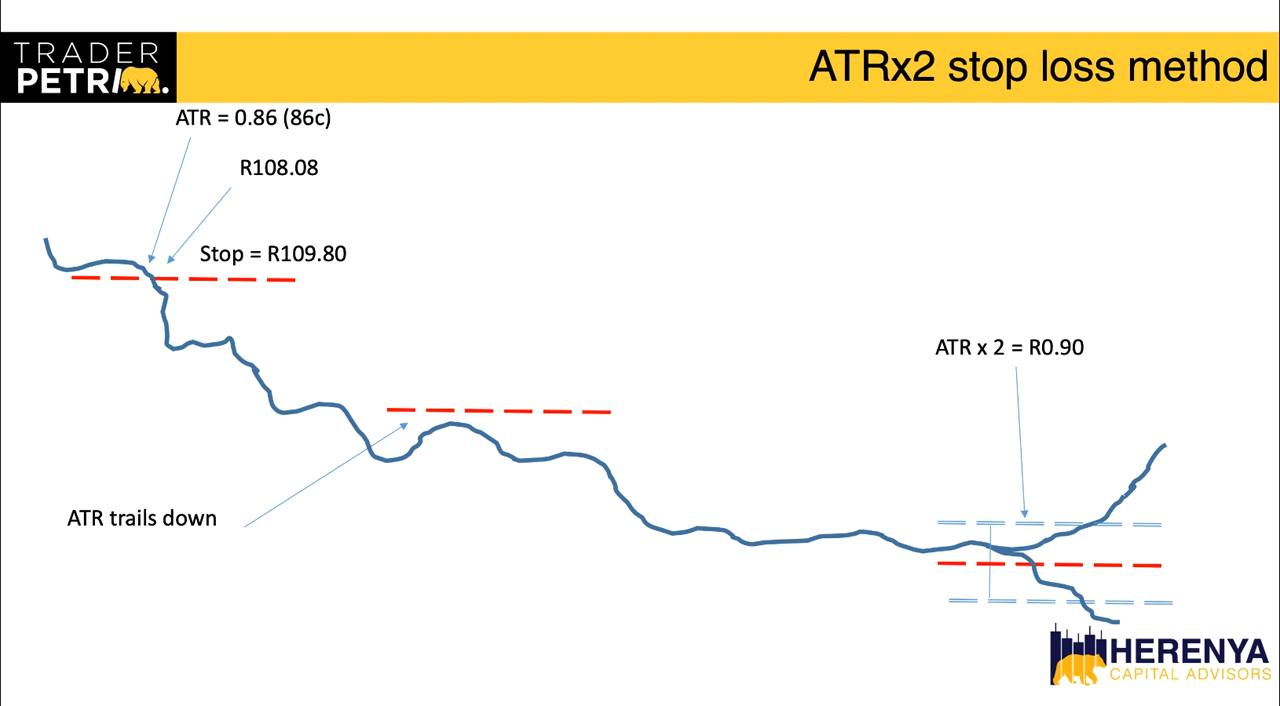 TRADER
PETRI.
ATRx2 stop loss method
ATR = 0.86 (86c)
R108.08
Stop = R109.80
ATR x 2 = R0.90
ATR trails down
HERENYA
CAPITAL ADVISORS